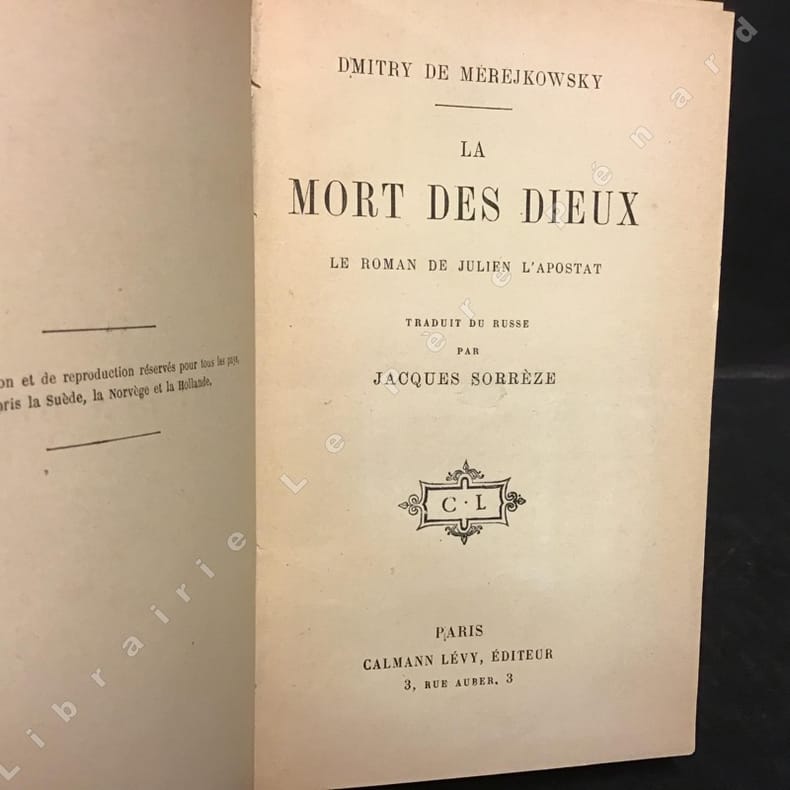 on et de reproduction réservés pour tous les pays,
pris la Suède, la Norvège et la Hollande,
DMITRY DE MÉREJKOWSKY
LA
MORT DES DIEUX
LE ROMAN DE JULIEN L'APOSTAT
TRADUIT DU RUSSE
PAR
JACQUES SORRÈZE
C · L
PARIS
CALMANN LÉVY, ÉDITEUR
3, RUE AUBER, 3
Librairie Le nèrénard